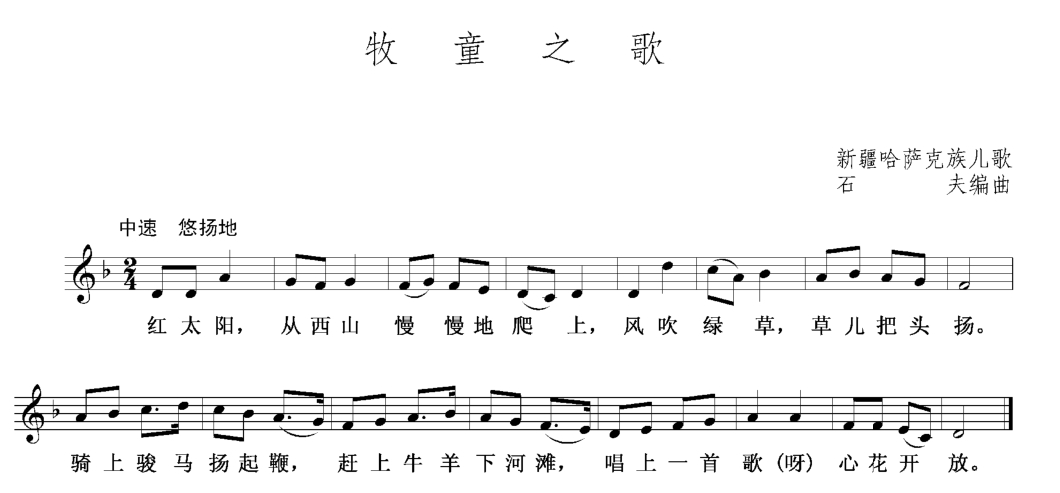 牧童之歌
新疆哈萨克族儿歌
石夫编曲
中速 悠扬地
2
4
红太阳，从西山慢慢地爬上，风吹绿草，草儿把头扬。
骑上骏马扬起鞭，赶上牛羊下河滩，唱上一首歌(呀)心花开放。